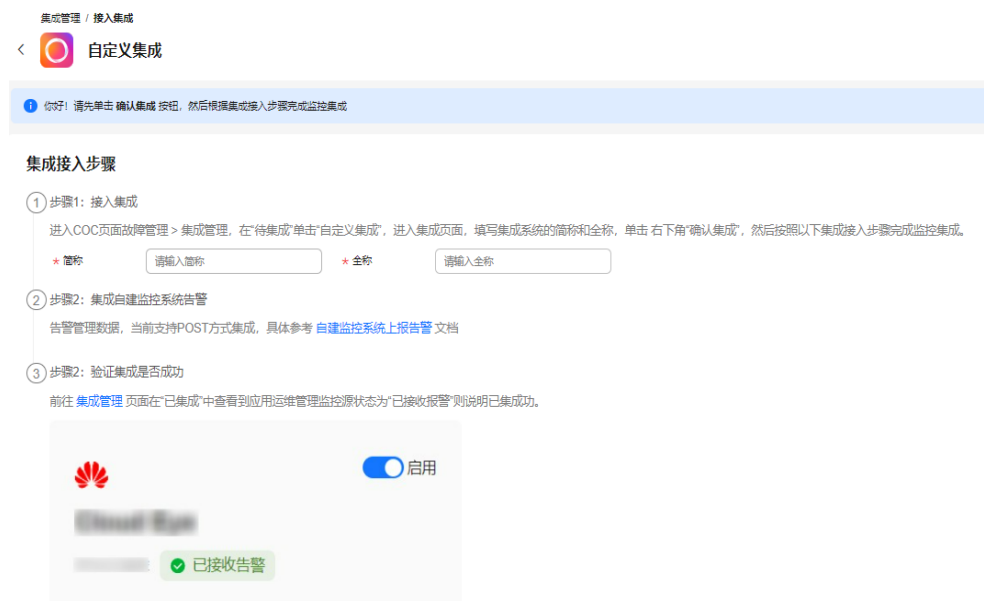 集成管理 / 接入集成
自定义集成
你好！请先单击 确认集成 按钮，然后根据集成接入步骤完成监控集成
集成接入步骤
1 步骤1：接入集成
进入COC页面故障管理 > 集成管理，在“待集成”单击“自定义集成”，进入集成页面，填写集成系统的简称和全称，单击 右下角“确认集成”，然后按照以下集成接入步骤完成监控集成。
* 简称 请输入简称 * 全称 请输入全称
2 步骤2：集成自建监控系统告警
告警管理数据，当前支持POST方式集成，具体参考 自建监控系统上报告警 文档
3 步骤2：验证集成是否成功
前往 集成管理 页面在“已集成”中查看到应用运维管理监控源状态为“已接收报警”则说明已集成功。
启用
Cloud Eye
已接收告警